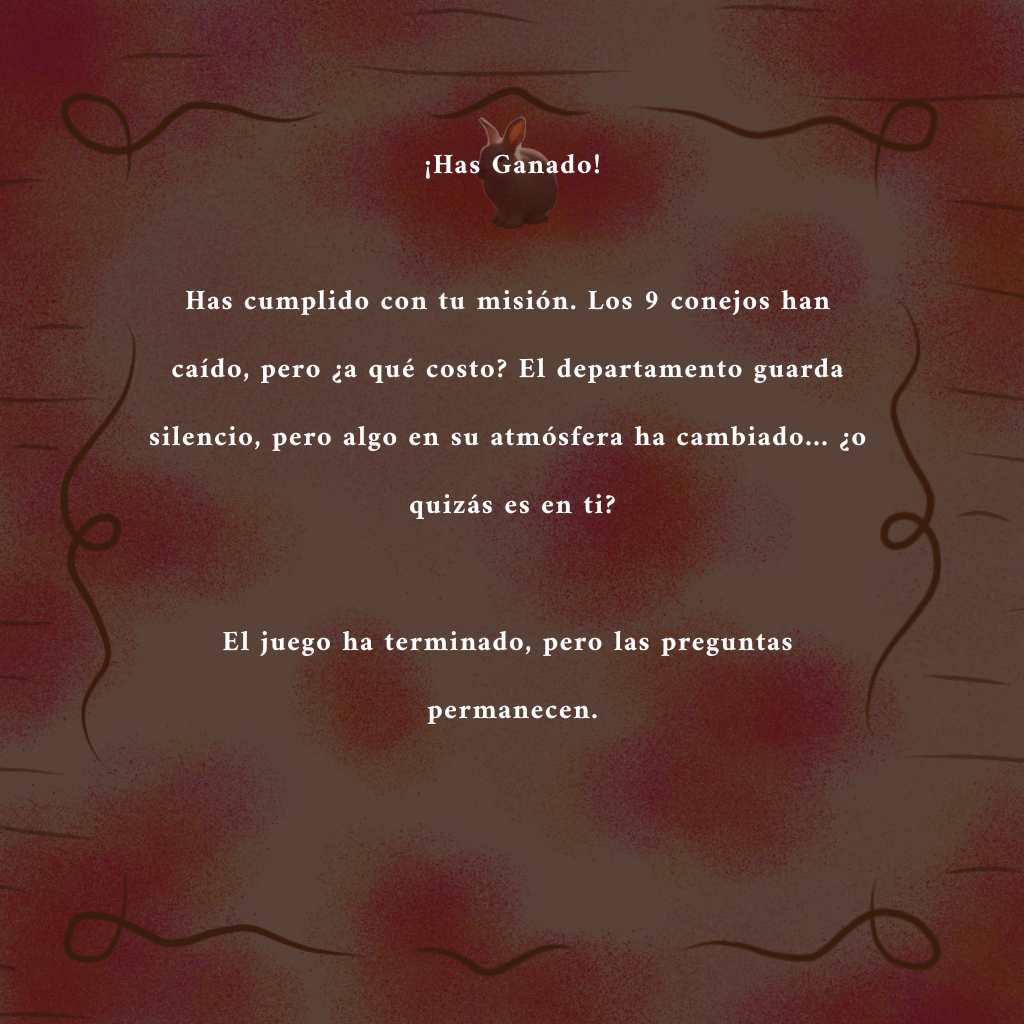 ¡Has Ganado!
Has cumplido con tu misión. Los 9 conejos han
caído, pero ¿a qué costo? El departamento guarda
silencio, pero algo en su atmósfera ha cambiado... ¿o
quizás es en ti?
El juego ha terminado, pero las preguntas
permanecen.